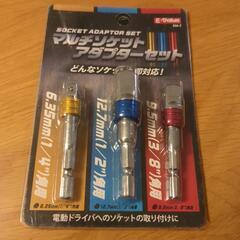 SOCKET ADAPTOR SET
E-Value
マルチソケット
アダプターセット
どんなソケット
対応!
6.35mm(1/4")角用
12.7mm(1/2")角用
9.5mm(3/8")角用
電動ドライバへのソケットの取り付けに